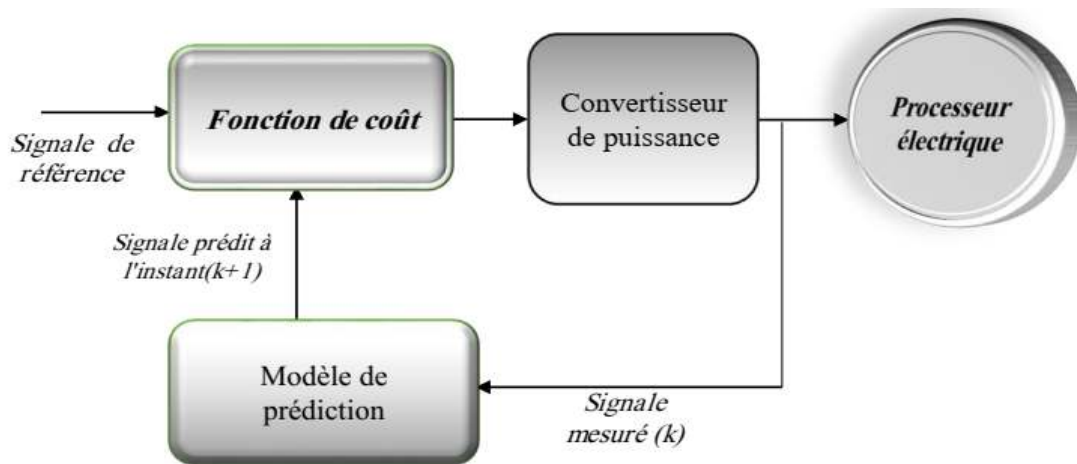 Fonction de coût
Convertisseur
de puissance
Processeur
électrique
Signale de
référence
Signale prédit à
l'instant(k+1)
Modèle de
prédiction
Signale
mesuré (k)